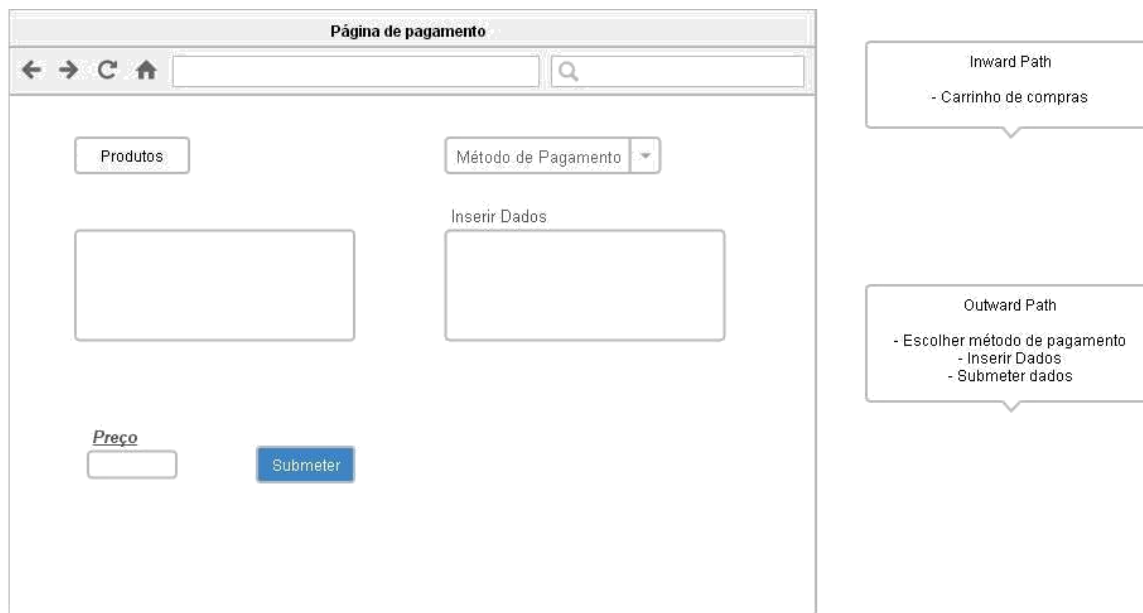 Página de pagamento
Produtos
Método de Pagamento
Inserir Dados
Preço
Submeter
Inward Path
- Carrinho de compras
Outward Path
- Escolher método de pagamento
- Inserir Dados
- Submeter dados